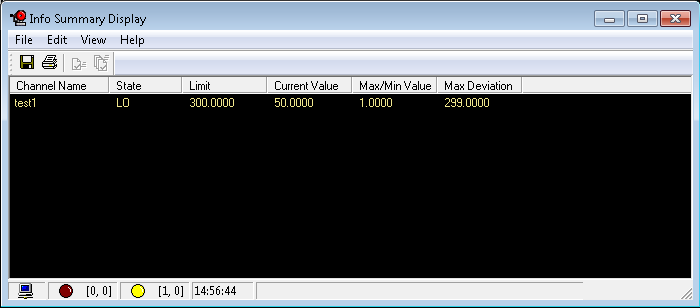 Info Summary Display
File Edit View Help
Channel Name State Limit Current Value Max/Min Value Max Deviation
test1 LO 300.0000 50.0000 1.0000 299.0000
[0, 0] [1, 0] 14:56:44